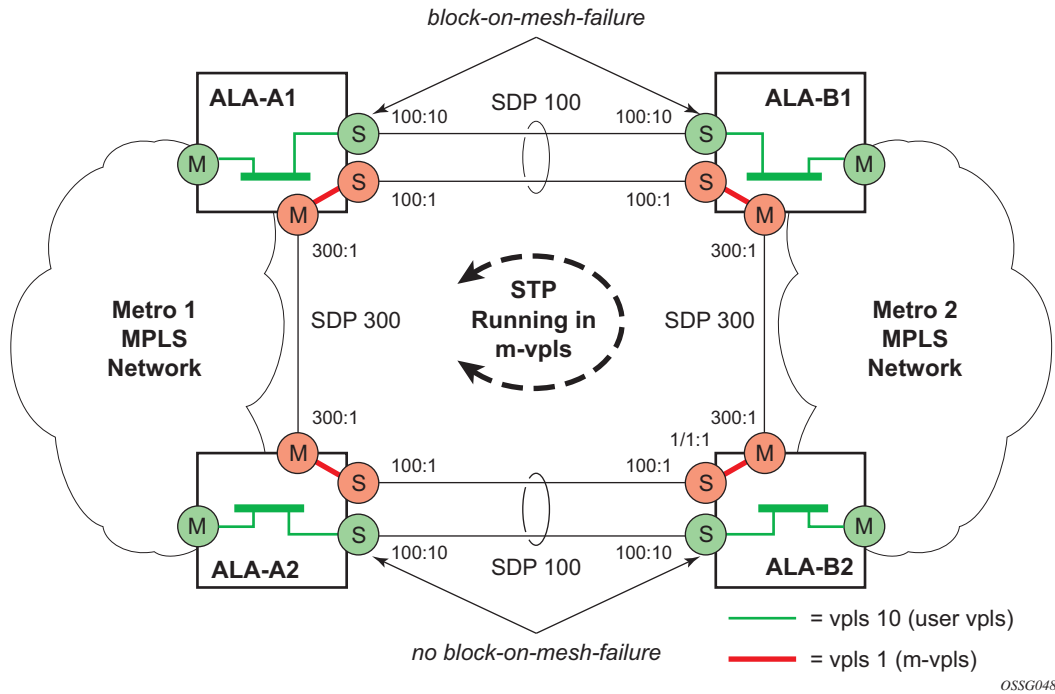 block-on-mesh-failure
ALA-A1
SDP 100
ALA-B1
100:10
100:10
S
S
M
M
S
S
100:1
100:1
M
M
300:1
300:1
STP
Running in
m-vpls
Metro 1
MPLS
Network
SDP 300
SDP 300
Metro 2
MPLS
Network
300:1
300:1
1/1:1
M
M
100:1
100:1
S
S
M
M
S
S
100:10
100:10
ALA-A2
SDP 100
ALA-B2
= vpls 10 (user vpls)
no block-on-mesh-failure
= vpls 1 (m-vpls)
OSSG048